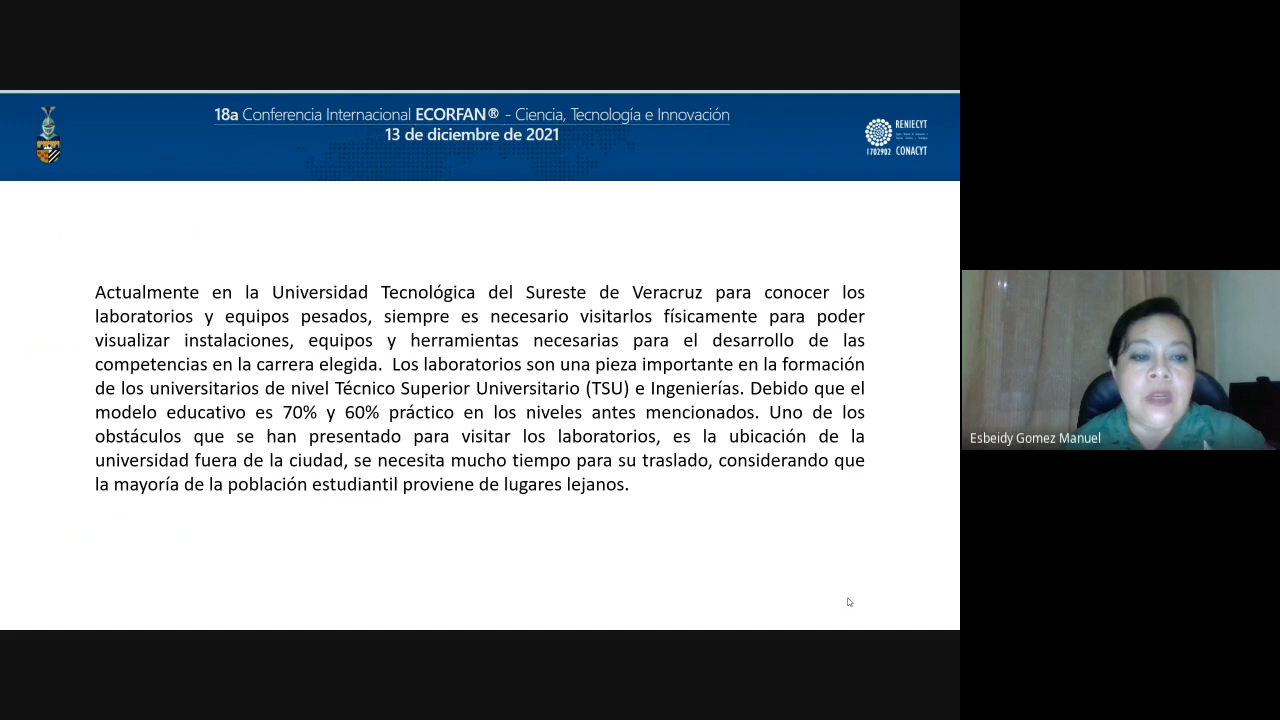 18a Conferencia Internacional ECORFAN® - Ciencia, Tecnología e Innovación
13 de diciembre de 2021
RENIECYT
1702902 CONACYT
Actualmente en la Universidad Tecnológica del Sureste de Veracruz para conocer los
laboratorios y equipos pesados, siempre es necesario visitarlos físicamente para poder
visualizar instalaciones, equipos y herramientas necesarias para el desarrollo de las
competencias en la carrera elegida. Los laboratorios son una pieza importante en la formación
de los universitarios de nivel Técnico Superior Universitario (TSU) e Ingenierías. Debido que el
modelo educativo es 70% y 60% práctico en los niveles antes mencionados. Uno de los
obstáculos que se han presentado para visitar los laboratorios, es la ubicación de la
universidad fuera de la ciudad, se necesita mucho tiempo para su traslado, considerando que
la mayoría de la población estudiantil proviene de lugares lejanos.
Esbeidy Gomez Manuel